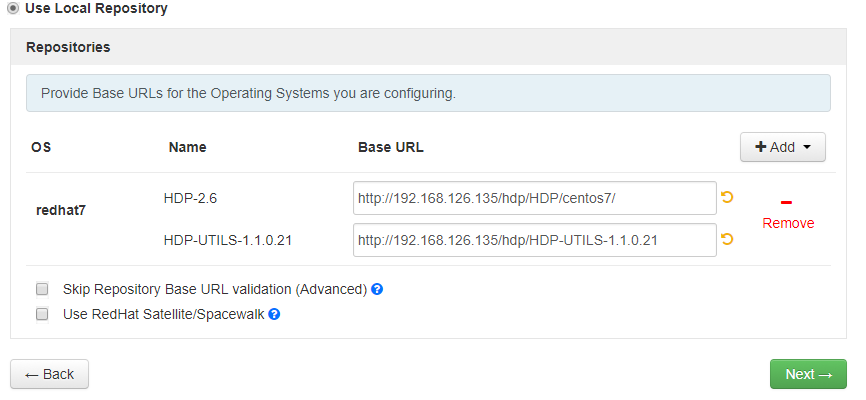 Use Local Repository
Repositories
Provide Base URLs for the Operating Systems you are configuring.
OS Name Base URL Add
redhat7
HDP-2.6 http://192.168.126.135/hdp/HDP/centos7/
Remove
HDP-UTILS-1.1.0.21 http://192.168.126.135/hdp/HDP-UTILS-1.1.0.21
Skip Repository Base URL validation (Advanced) ?
Use RedHat Satellite/Spacewalk ?
← Back Next →